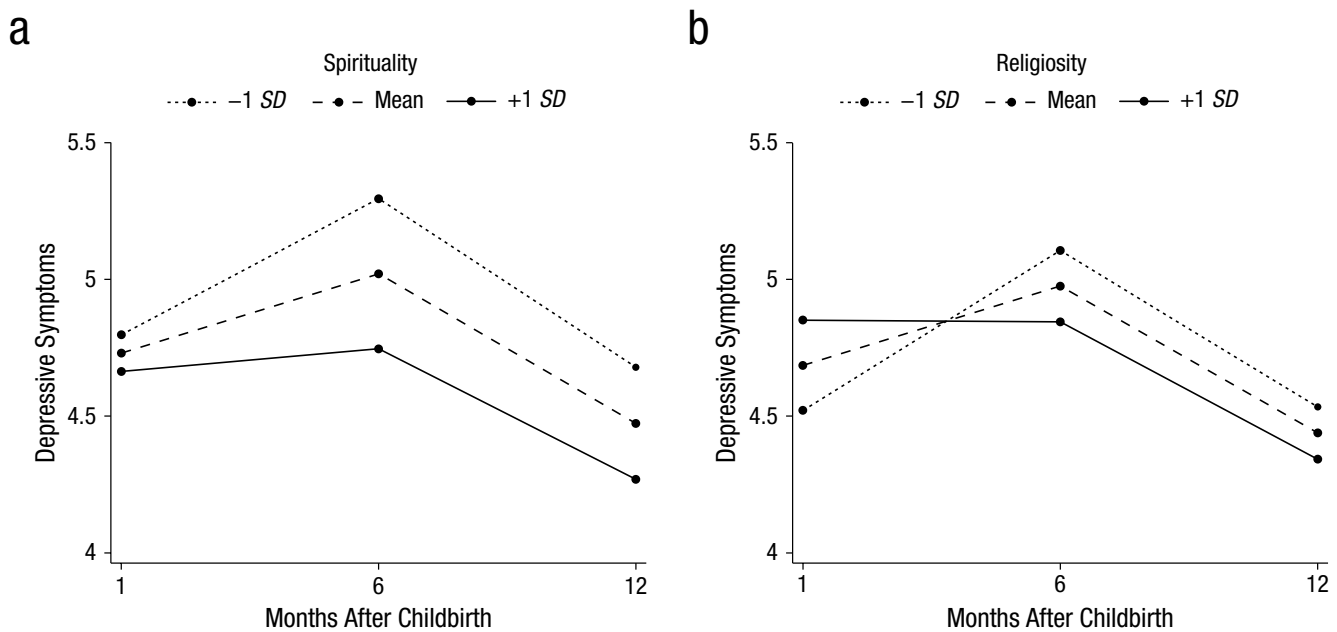 a
Spirituality
−1 SD Mean +1 SD
5.5
5
4.5
4
Depressive Symptoms
1 6 12
Months After Childbirth
b
Religiosity
−1 SD Mean +1 SD
5.5
5
4.5
4
Depressive Symptoms
1 6 12
Months After Childbirth